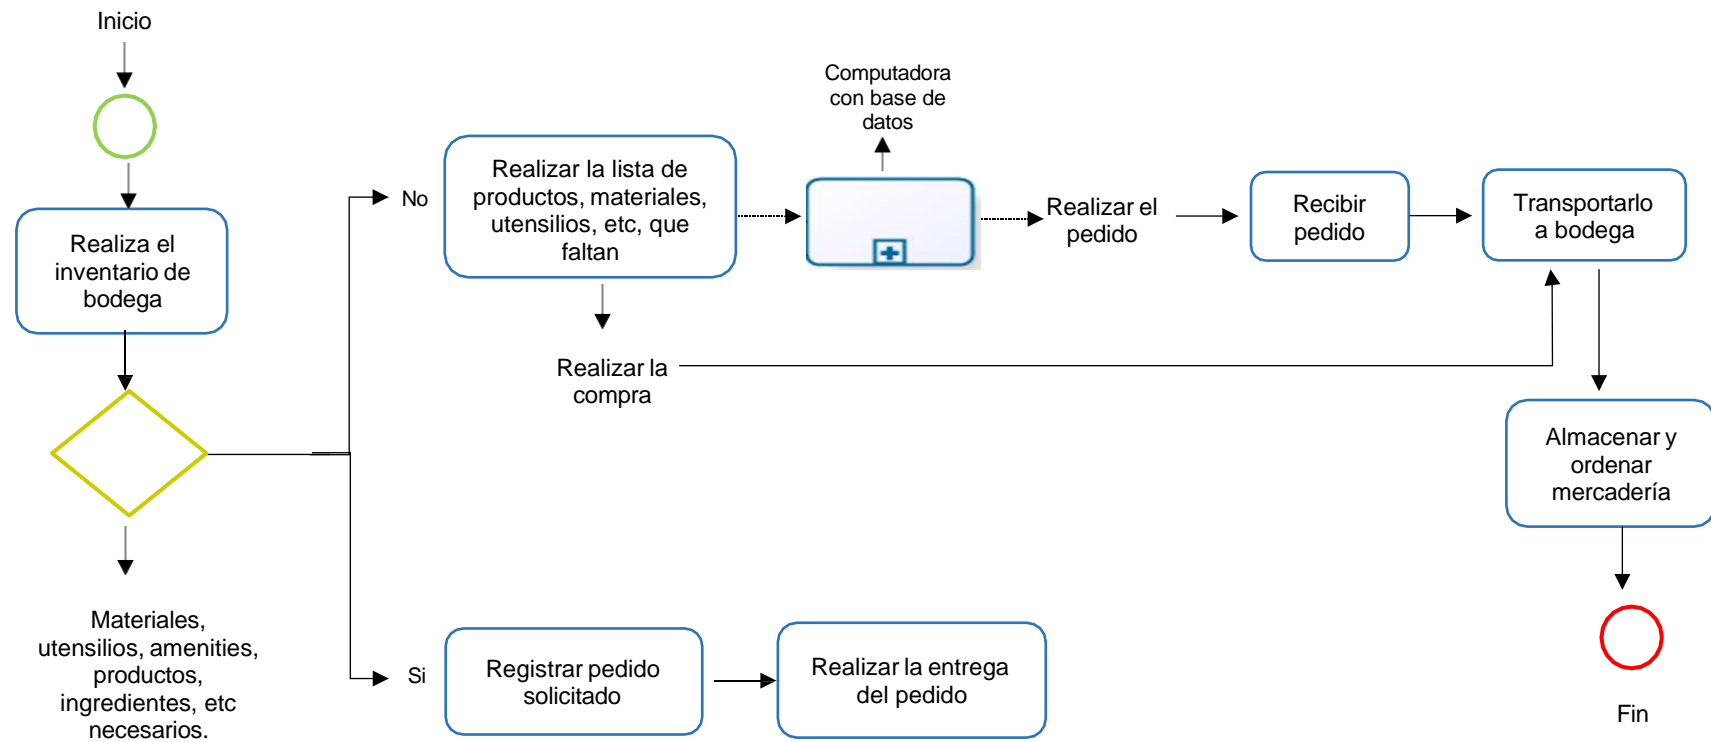 Inicio
Realiza el
inventario de
bodega
Materiales,
utensilios, amenities,
productos,
ingredientes, etc
necesarios.
No
Realizar la lista de
productos, materiales,
utensilios, etc, que
faltan
Computadora
con base de
datos
Realizar el
pedido
Recibir
pedido
Transportarlo
a bodega
Realizar la
compra
Almacenar y
ordenar
mercadería
Si
Registrar pedido
solicitado
Realizar la entrega
del pedido
Fin